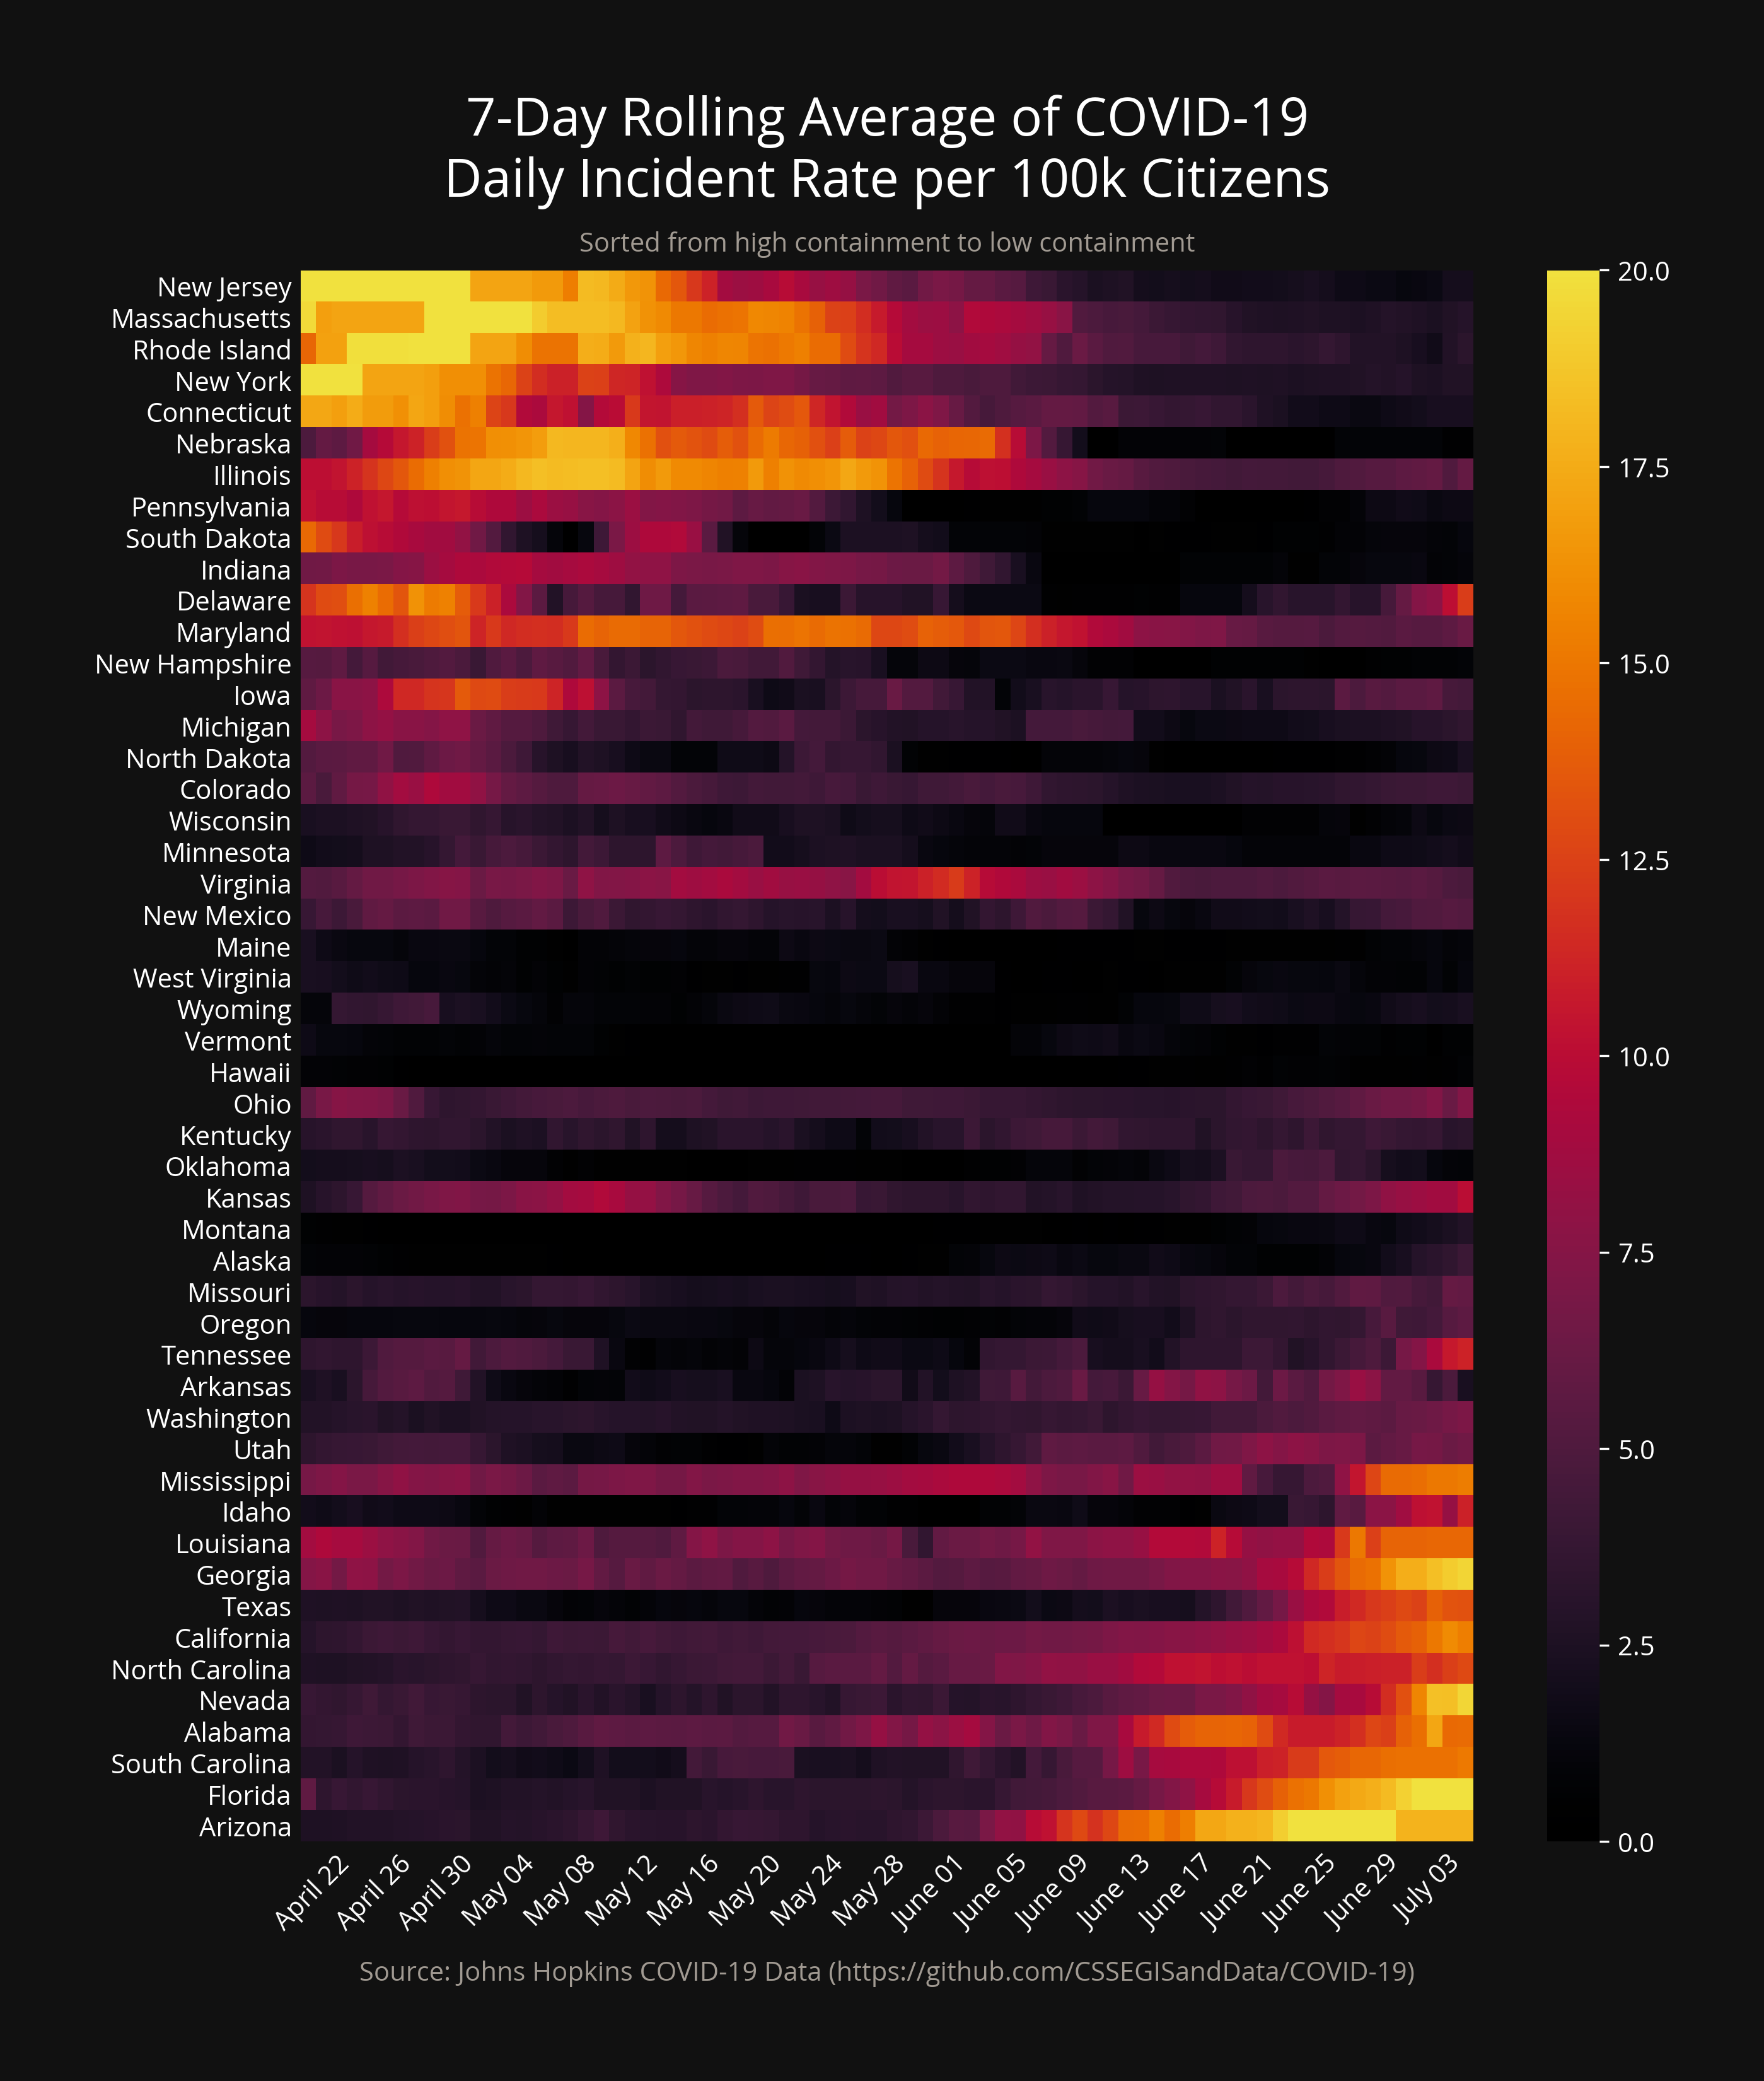 7-Day Rolling Average of COVID-19
Daily Incident Rate per 100k Citizens
Sorted from high containment to low containment
New Jersey
Massachusetts
Rhode Island
New York
Connecticut
Nebraska
Illinois
Pennsylvania
South Dakota
Indiana
Delaware
Maryland
New Hampshire
Iowa
Michigan
North Dakota
Colorado
Wisconsin
Minnesota
Virginia
New Mexico
Maine
West Virginia
Wyoming
Vermont
Hawaii
Ohio
Kentucky
Oklahoma
Kansas
Montana
Alaska
Missouri
Oregon
Tennessee
Arkansas
Washington
Utah
Mississippi
Idaho
Louisiana
Georgia
Texas
California
North Carolina
Nevada
Alabama
South Carolina
Florida
Arizona
20.0
17.5
15.0
12.5
10.0
7.5
5.0
2.5
0.0
April 22
April 26
April 30
May 04
May 08
May 12
May 16
May 20
May 24
May 28
June 01
June 05
June 09
June 13
June 17
June 21
June 25
June 29
July 03
Source: Johns Hopkins COVID-19 Data (https://github.com/CSSEGISandData/COVID-19)